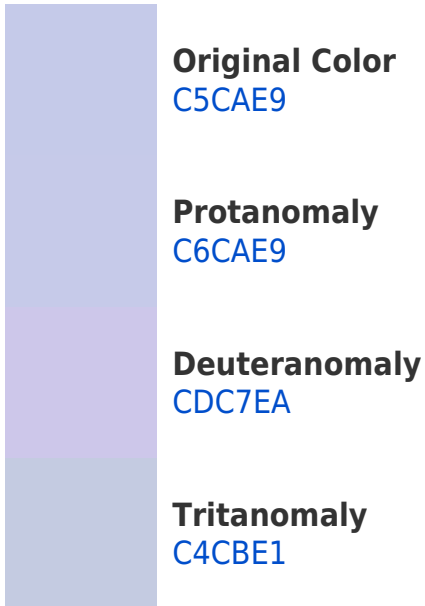 Original Color
C5CAE9
Protanomaly
C6CAE9
Deuteranomaly
CDC7EA
Tritanomaly
C4CBE1